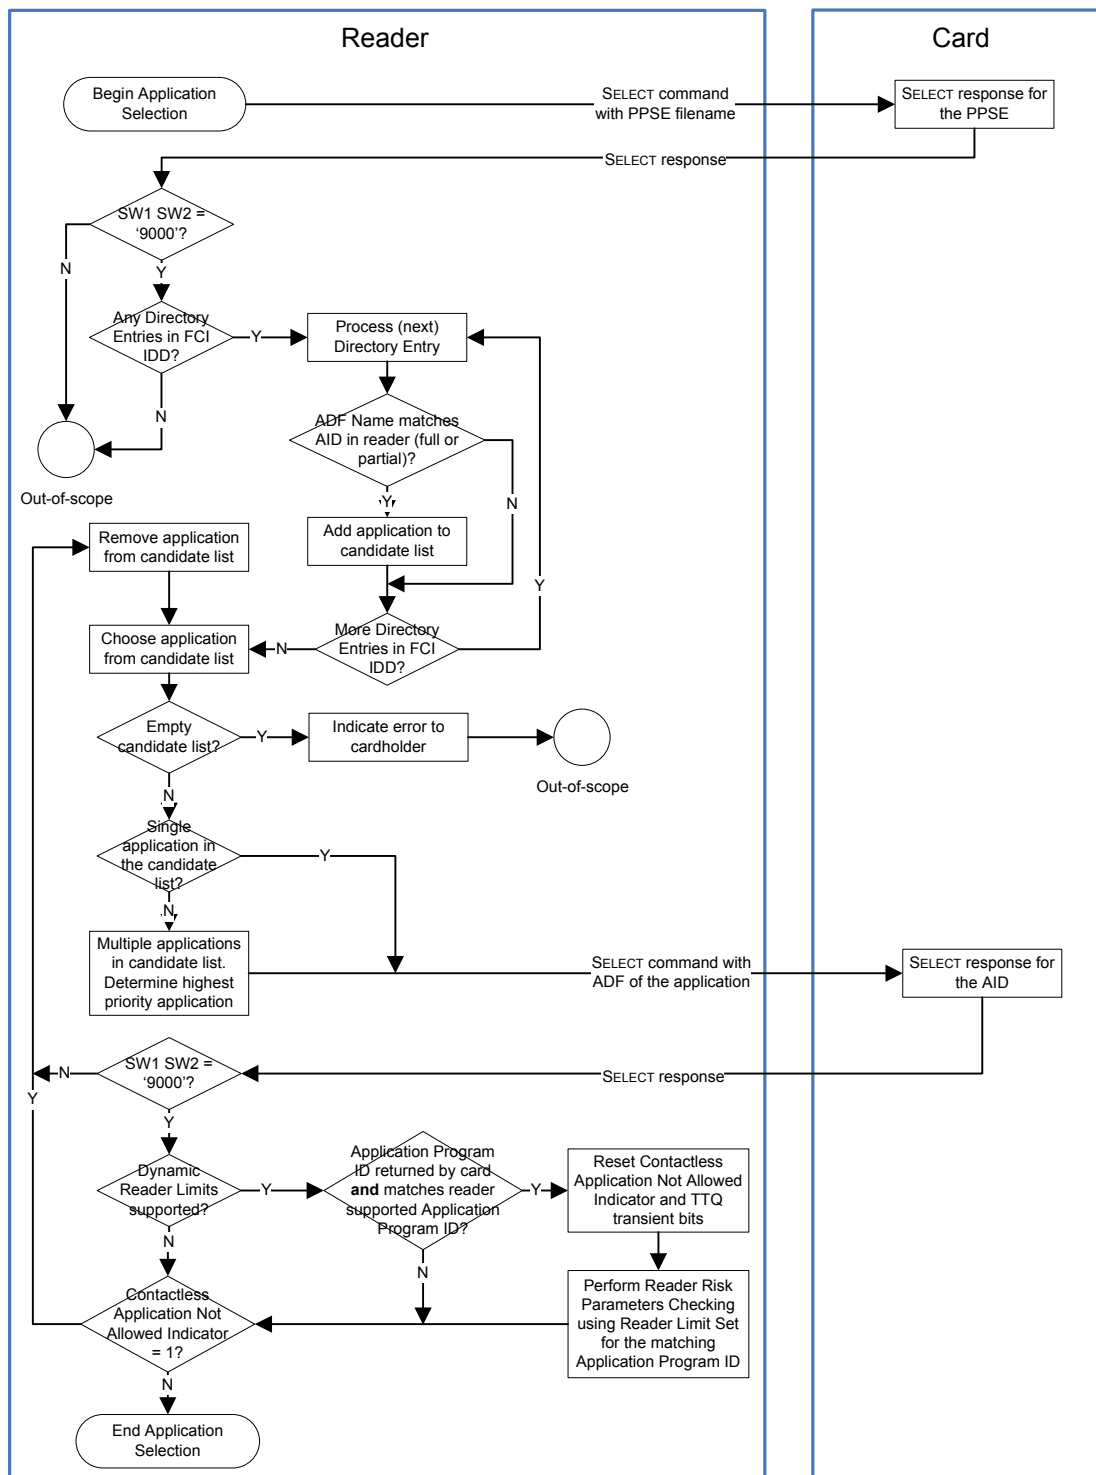 Reader
Card
Begin Application
Selection
SELECT command
with PPSE filename
SELECT response for
the PPSE
SELECT response
SW1 SW2 =
‘9000’?
N
Y
Any Directory
Entries in FCI
IDD?
Y
Process (next)
Directory Entry
N
ADF Name matches
AID in reader (full or
partial)?
Out-of-scope
Y
N
Remove application
from candidate list
Add application to
candidate list
Y
Choose application
from candidate list
N
More Directory
Entries in FCI
IDD?
Empty
candidate list?
Y
Indicate error to
cardholder
Out-of-scope
N
Single
application in
the candidate
list?
Y
N
Multiple applications
in candidate list.
Determine highest
priority application
SELECT command with
ADF of the application
SELECT response for
the AID
SW1 SW2 =
‘9000’?
N
SELECT response
Y
Y
Dynamic
Reader Limits
supported?
Y
Application Program
ID returned by card
and matches reader
supported Application
Program ID?
Y
Reset Contactless
Application Not Allowed
Indicator and TTQ
transient bits
N
N
Contactless
Application Not
Allowed Indicator
= 1?
Perform Reader Risk
Parameters Checking
using Reader Limit Set
for the matching
Application Program ID
N
End Application
Selection